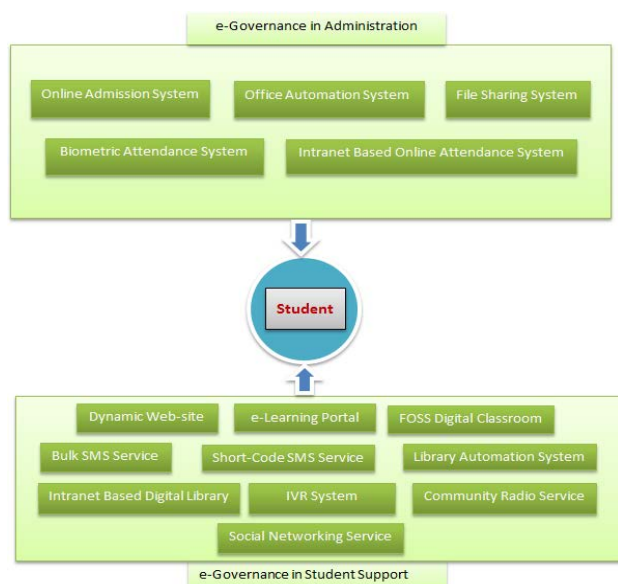 e-Governance in Administration
Online Admission System
Office Automation System
File Sharing System
Biometric Attendance System
Intranet Based Online Attendance System
Student
Dynamic Web-site
e-Learning Portal
FOSS Digital Classroom
Bulk SMS Service
Short-Code SMS Service
Library Automation System
Intranet Based Digital Library
IVR System
Community Radio Service
Social Networking Service
e-Governance in Student Support